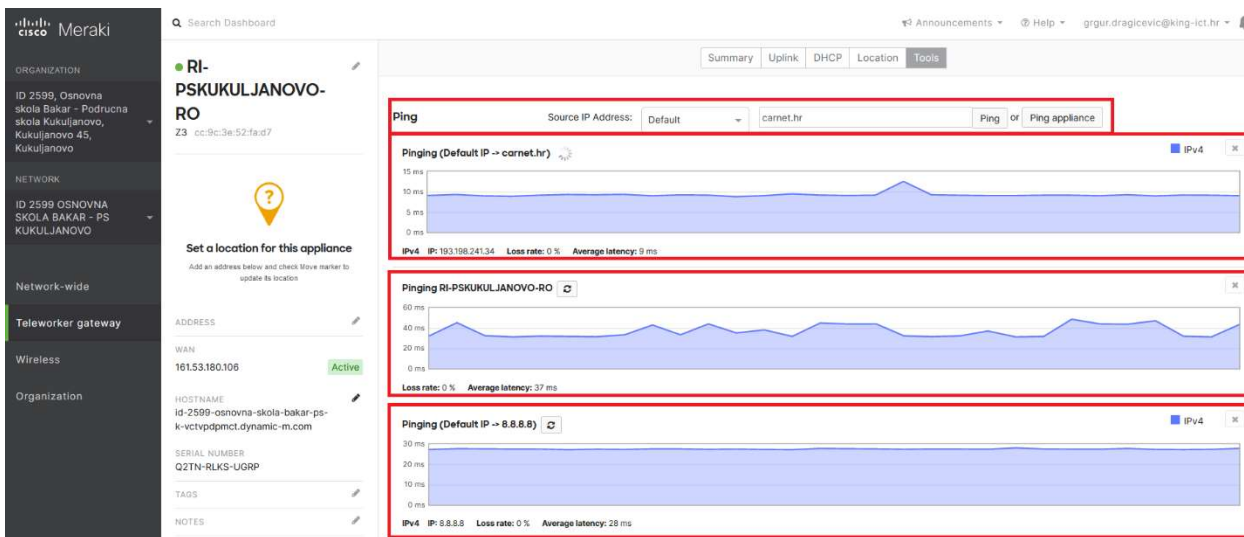 cisco Meraki
Search Dashboard
Announcements
Help
grgur.dragicevic@king-ict.hr
ORGANIZATION
ID 2599, Osnovna
skola Bakar - Podrucna
skola Kukuljanovo,
Kukuljanovo 45,
Kukuljanovo
NETWORK
ID 2599 OSNOVNA
SKOLA BAKAR - PS
KUKULJANOVO
Network-wide
Teleworker gateway
Wireless
Organization
RI-
PSKUKULJANOVO-
RO
Z3 cc:9c:3e:52:fa:d7
Set a location for this appliance
Add an address below and check Move marker to
update its location
ADDRESS
WAN
161.53.180.106 Active
HOSTNAME
id-2599-osnovna-skola-bakar-ps-
k-vctvpdpmct.dynamic-m.com
SERIAL NUMBER
Q2TN-RLKS-UGRP
TAGS
NOTES
Summary Uplink DHCP Location Tools
Ping Source IP Address: Default carnet.hr Ping or Ping appliance
Pinging (Default IP -> carnet.hr) IPv4
15 ms
10 ms
5 ms
0 ms
IPv4 IP: 193.198.241.34 Loss rate: 0 % Average latency: 9 ms
Pinging RI-PSKUKULJANOVO-RO
60 ms
40 ms
20 ms
0 ms
Loss rate: 0 % Average latency: 37 ms
Pinging (Default IP -> 8.8.8.8) IPv4
30 ms
20 ms
10 ms
0 ms
IPv4 IP: 8.8.8.8 Loss rate: 0 % Average latency: 28 ms